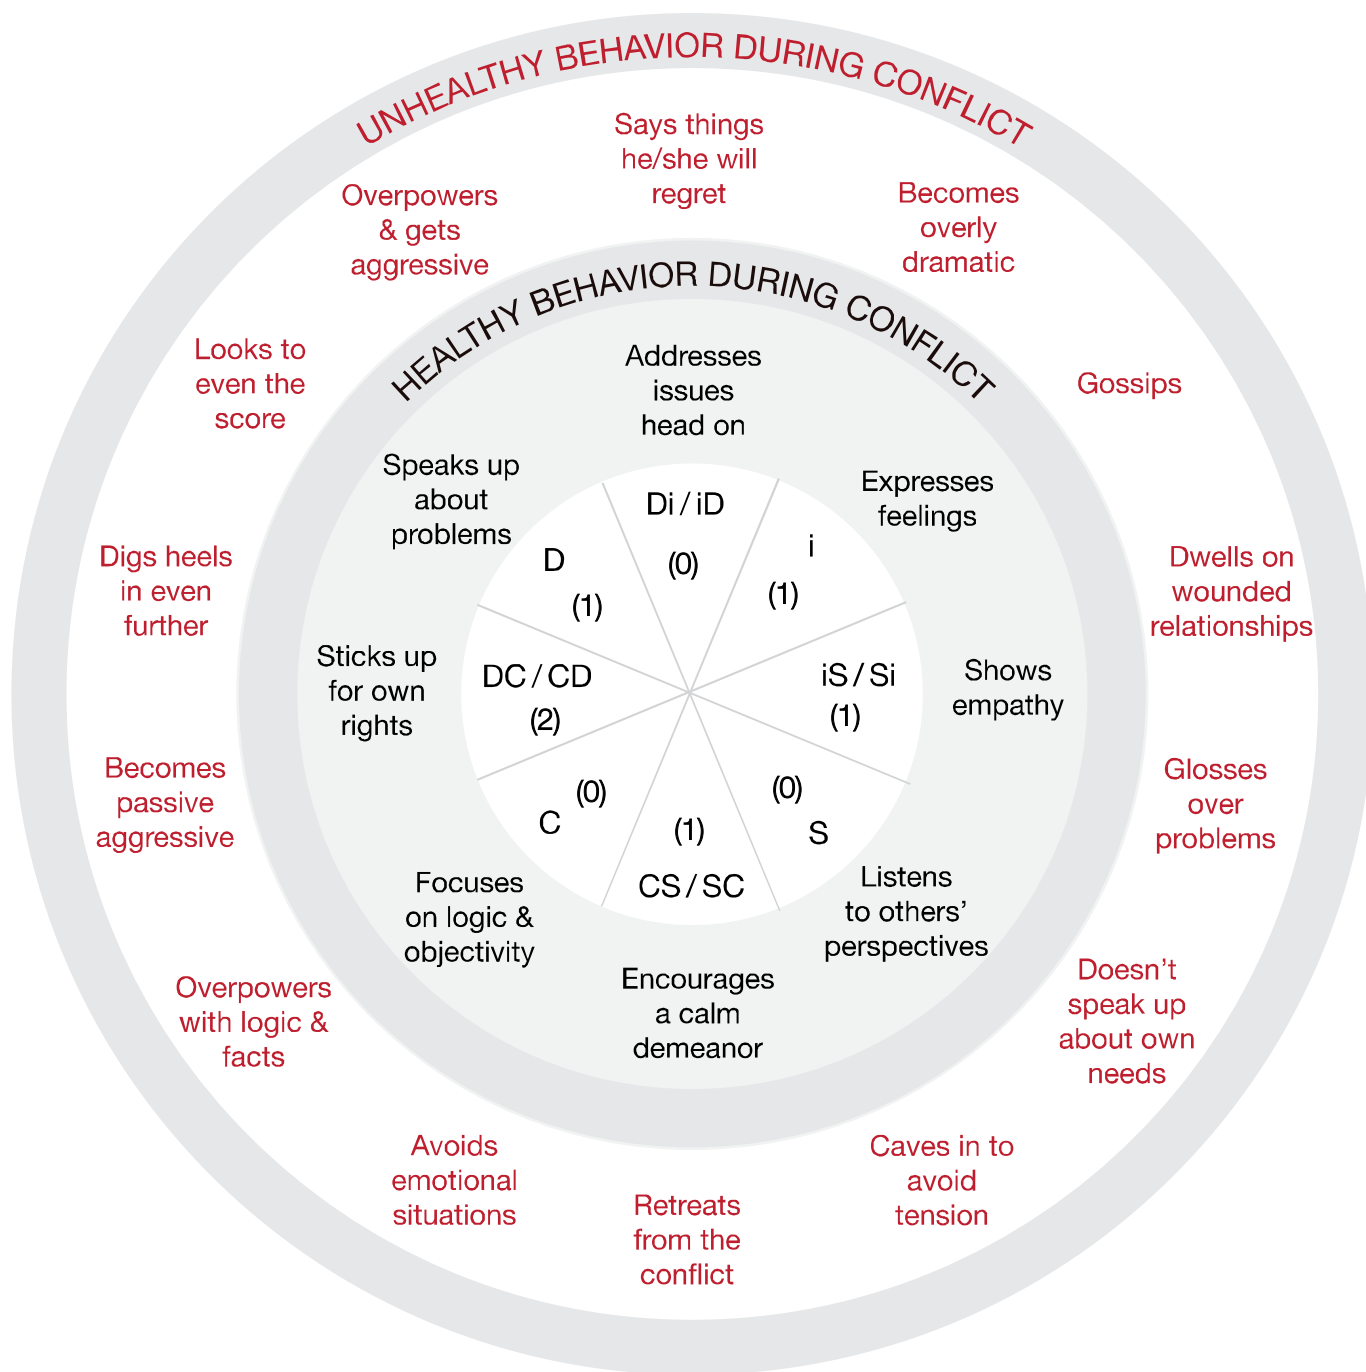 UNHEALTHY BEHAVIOR DURING CONFLICT
Says things
he/she will
regret
Becomes
overly
dramatic
Gossips
Dwells on
wounded
relationships
Glosses
over
problems
Doesn't
speak up
about own
needs
Caves in to
avoid
tension
Retreats
from the
conflict
Avoids
emotional
situations
Overpowers
with logic &
facts
Becomes
passive
aggressive
Digs heels
in even
further
Looks to
even the
score
Overpowers
& gets
aggressive
HEALTHY BEHAVIOR DURING CONFLICT
Addresses
issues
head on
Expresses
feelings
Shows
empathy
Listens
to others’
perspectives
Encourages
a calm
demeanor
Focuses
on logic &
objectivity
Sticks up
for own
rights
Speaks up
about
problems
Di / iD
(0)
i
(1)
iS / Si
(1)
(0)
S
(1)
CS / SC
(0)
C
DC / CD
(2)
D
(1)